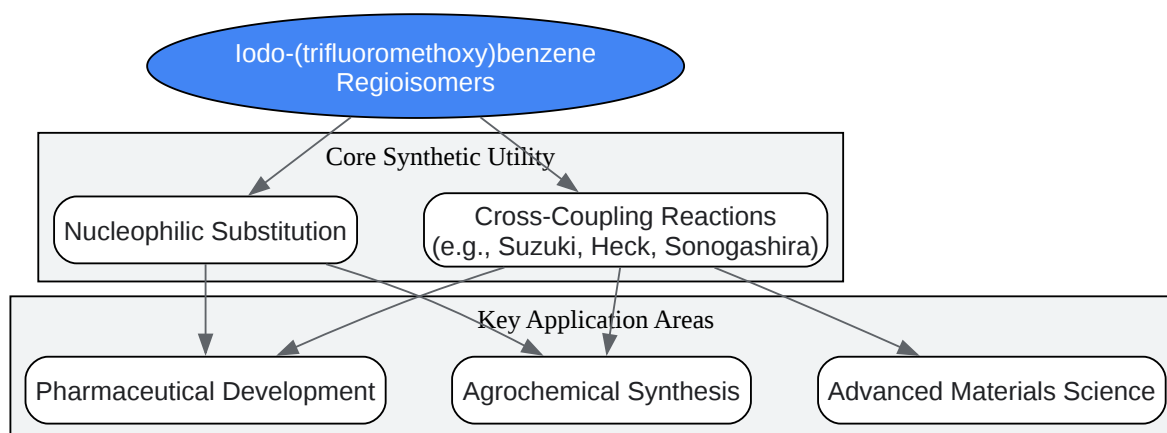 Iodo-(trifluoromethoxy)benzene
Regioisomers
Core Synthetic Utility
Nucleophilic Substitution
Cross-Coupling Reactions
(e.g., Suzuki, Heck, Sonogashira)
Key Application Areas
Pharmaceutical Development
Agrochemical Synthesis
Advanced Materials Science